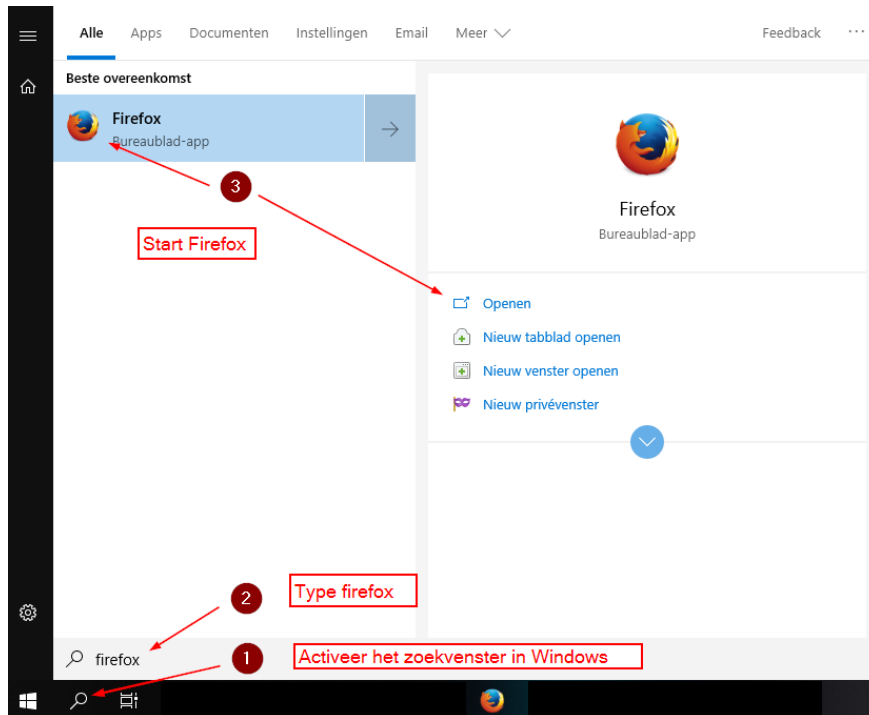 Alle Apps Documenten Instellingen Email Meer Feedback ...
Beste overeenkomst
Firefox
Bureaublad-app
3
Start Firefox
Firefox
Bureaublad-app
Openen
Nieuw tabblad openen
Nieuw venster openen
Nieuw privévenster
2
Type firefox
firefox
1
Activeer het zoekvenster in Windows